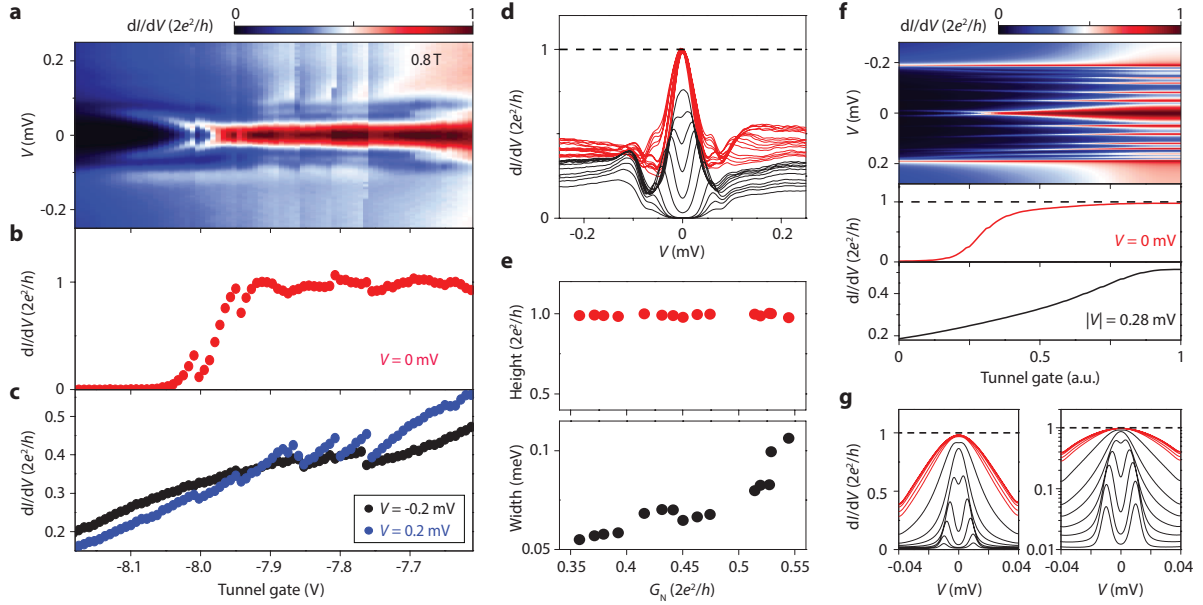 a
dI/dV (2e²/h)
0
1
0.8 T
0.2
0
-0.2
V (mV)
b
dI/dV (2e²/h)
1
0
V = 0 mV
c
dI/dV (2e²/h)
0.5
0.4
0.3
0.2
V = -0.2 mV
V = 0.2 mV
-8.1
-8.0
-7.9
-7.8
-7.7
Tunnel gate (V)
d
dI/dV (2e²/h)
1
0.5
0
-0.2
0
0.2
V (mV)
e
Height (2e²/h)
1.0
0.5
Width (meV)
0.1
0.05
0.35
0.4
0.45
0.5
0.55
G_N (2e²/h)
f
dI/dV (2e²/h)
0
1
-0.2
0
0.2
V (mV)
dI/dV (2e²/h)
1
0
V = 0 mV
0.4
0.2
|V| = 0.28 mV
0
0.5
1
Tunnel gate (a.u.)
g
dI/dV (2e²/h)
1
0.5
0
-0.04
0
0.04
V (mV)
1
0.1
0.01
-0.04
0
0.04
V (mV)